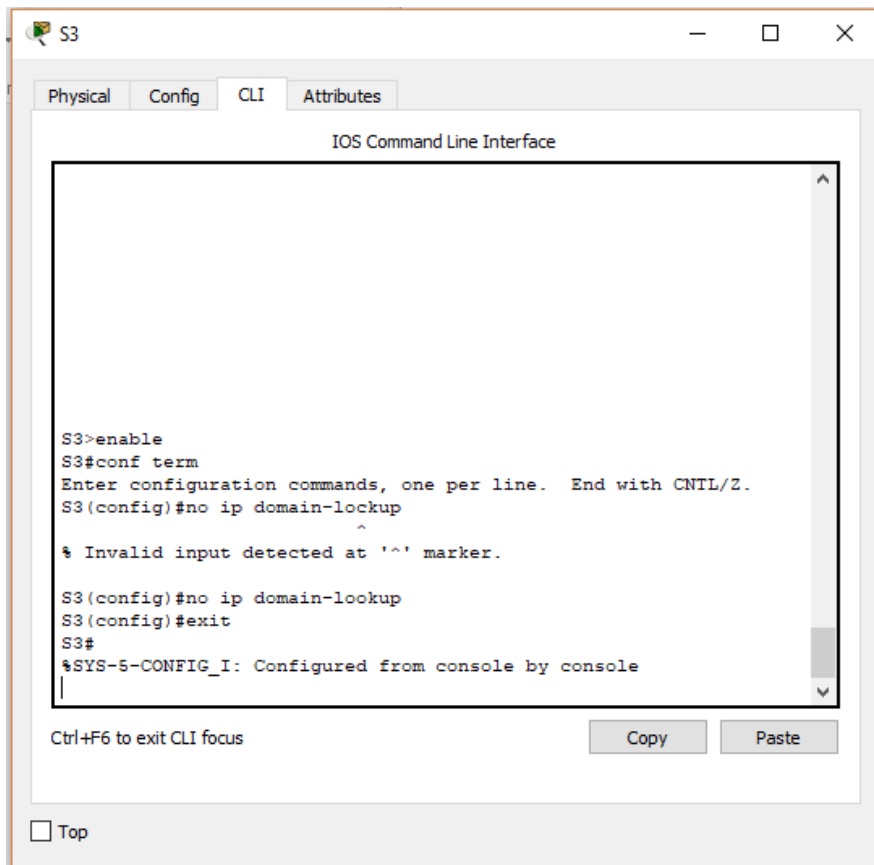 S3
Physical Config CLI Attributes
IOS Command Line Interface
S3>enable
S3#conf term
Enter configuration commands, one per line.  End with CNTL/Z.
S3(config)#no ip domain-lockup
^
% Invalid input detected at '^' marker.
S3(config)#no ip domain-lookup
S3(config)#exit
S3#
%SYS-5-CONFIG_I: Configured from console by console
Ctrl+F6 to exit CLI focus
Copy Paste
Top